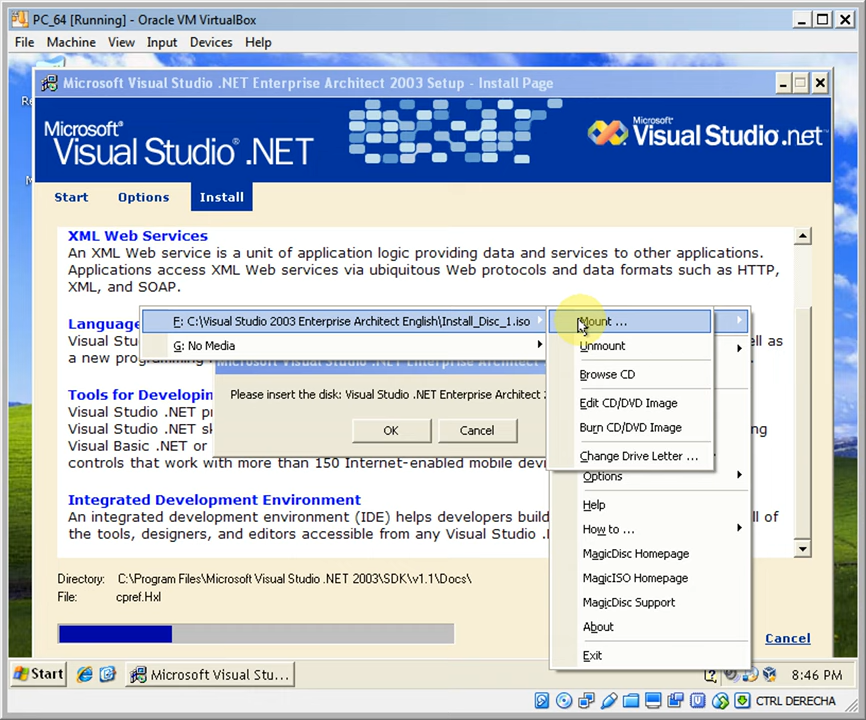 PC_64 [Running] - Oracle VM VirtualBox
File Machine View Input Devices Help
Microsoft Visual Studio .NET Enterprise Architect 2003 Setup - Install Page
Microsoft®
Visual Studio® .NET
Microsoft®
Visual Studio.net™
Start Options Install
XML Web Services
An XML Web service is a unit of application logic providing data and services to other applications.
Applications access XML Web services via ubiquitous Web protocols and data formats such as HTTP,
XML, and SOAP.
Language
Visual Stu
ell as
a new program
F: C:\Visual Studio 2003 Enterprise Architect English\Install_Disc_1.iso
G: No Media
Mount ...
Unmount
Browse CD
Edit CD/DVD Image
Burn CD/DVD Image
Change Drive Letter ...
Please insert the disk: Visual Studio .NET Enterprise Architect 2
OK Cancel
Tools for Developin
Visual Studio .NET pr
Visual Studio .NET sk
Visual Basic .NET or
controls that work with more than 150 Internet-enabled mobile devi
Integrated Development Environment
An integrated development environment (IDE) helps developers build
ll of
the tools, designers, and editors accessible from any Visual Studio .N
Options
Help
How to ...
MagicDisc Homepage
MagicISO Homepage
MagicDisc Support
About
Exit
Directory: C:\Program Files\Microsoft Visual Studio .NET 2003\SDK\v1.1\Docs\
File: cpref.Hxl
Cancel
Start
Microsoft Visual Stu...
8:46 PM
CTRL DERECHA